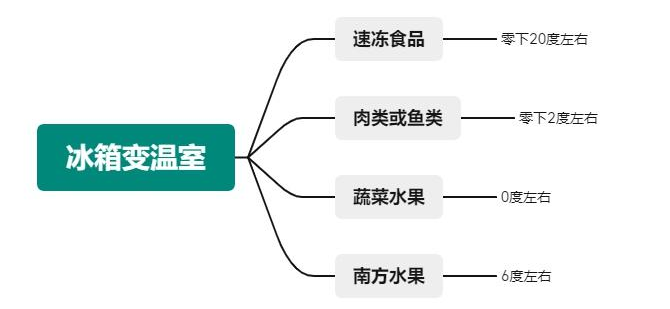 冰箱变温室
速冻食品
零下20度左右
肉类或鱼类
零下2度左右
蔬菜水果
0度左右
南方水果
6度左右